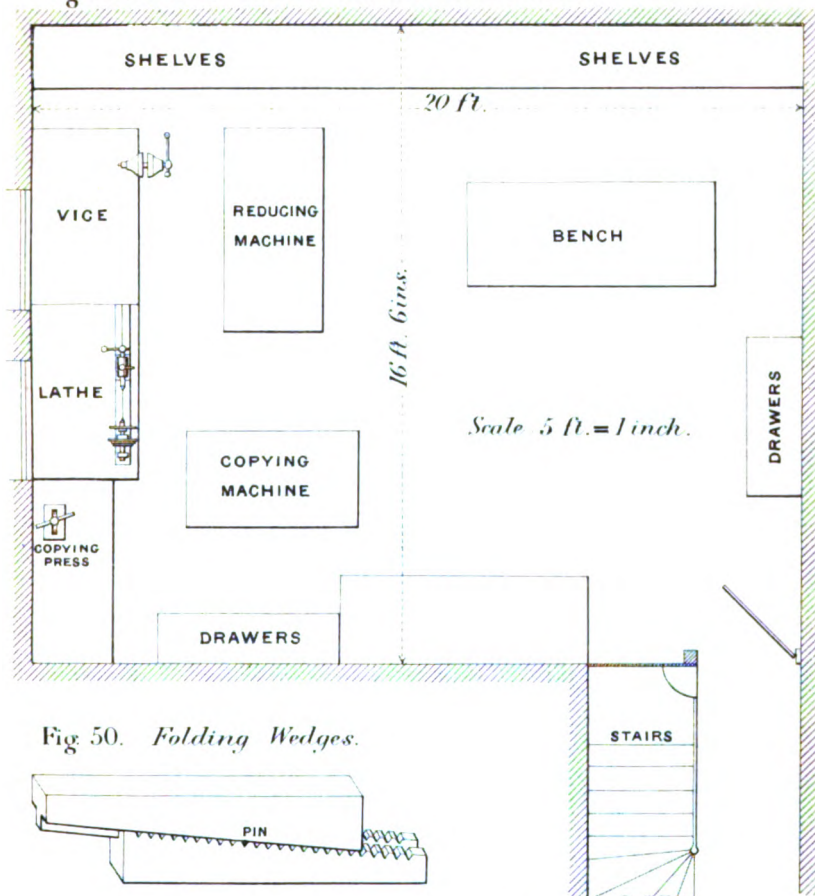 SHELVES
SHELVES
20 ft.
VICE
REDUCING
MACHINE
BENCH
16 ft. 6 ins.
LATHE
DRAWERS
Scale 5 ft. = 1 inch.
COPYING
MACHINE
COPYING
PRESS
DRAWERS
Fig. 50. Folding Wedges.
STAIRS
PIN